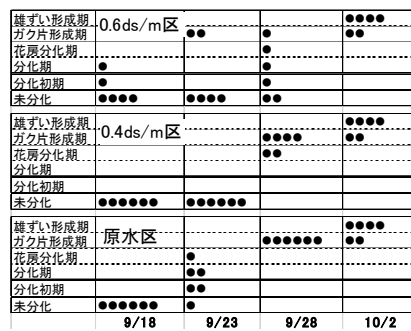 雄ずい形成期 0.6ds/m区 ●●●●
ガク片形成期 ●● ● ●●
花房分化期 ●
分化期 ● ●
分化初期 ● ●
未分化 ●●●● ●●●● ●●
雄ずい形成期 0.4ds/m区 ●●●●
ガク片形成期 ●●●● ●●
花房分化期 ●●
分化期
分化初期
未分化 ●●●●●● ●●●●●●
雄ずい形成期 原水区 ●●●●
ガク片形成期 ●●●●●● ●●
花房分化期 ●
分化期 ●●
分化初期 ●●
未分化 ●●●●●● ●
9/18 9/23 9/28 10/2